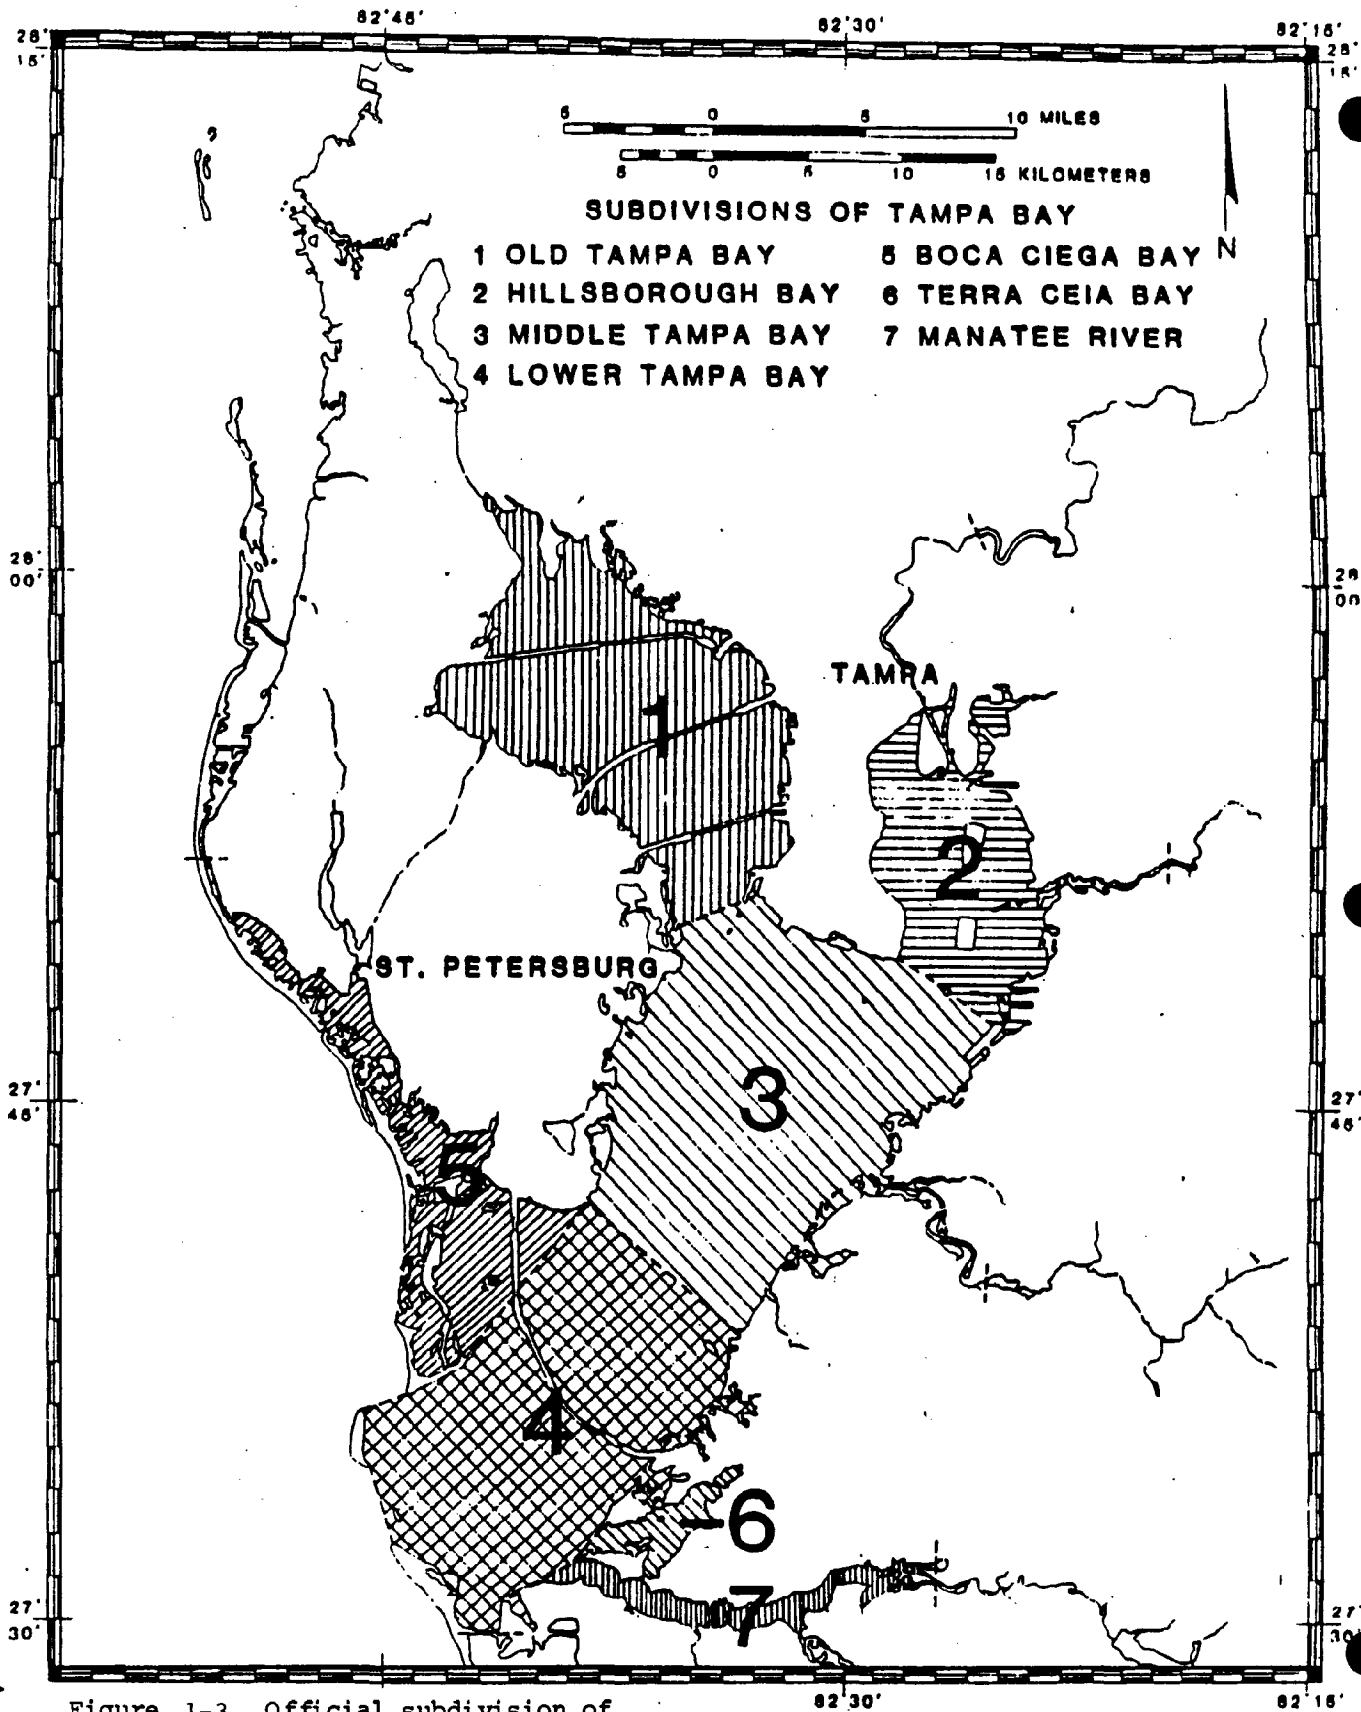 82°45' 82°30' 82°15'
28° 15'
28° 15'
5 0 5 10 MILES
5 0 5 10 15 KILOMETERS
SUBDIVISIONS OF TAMPA BAY
N
1 OLD TAMPA BAY
2 HILLSBOROUGH BAY
3 MIDDLE TAMPA BAY
4 LOWER TAMPA BAY
5 BOCA CIEGA BAY
6 TERRA CEIA BAY
7 MANATEE RIVER
28° 00'
28° 00'
TAMPA
1
2
ST. PETERSBURG
27° 45'
27° 45'
3
5
4
6
7
27° 30'
27° 30'
82°30' 82°15'
Figure 1-3. Official subdivision of